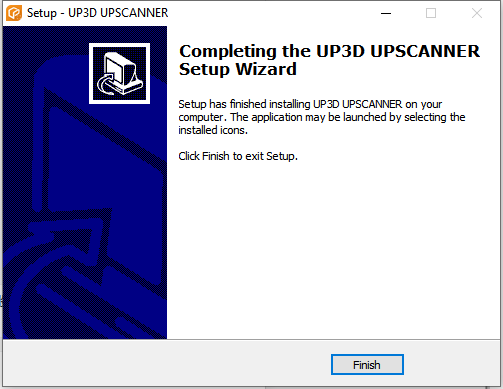 Setup - UP3D UPSCANNER
Completing the UP3D UPSCANNER
Setup Wizard
Setup has finished installing UP3D UPSCANNER on your
computer. The application may be launched by selecting the
installed icons.
Click Finish to exit Setup.
Finish